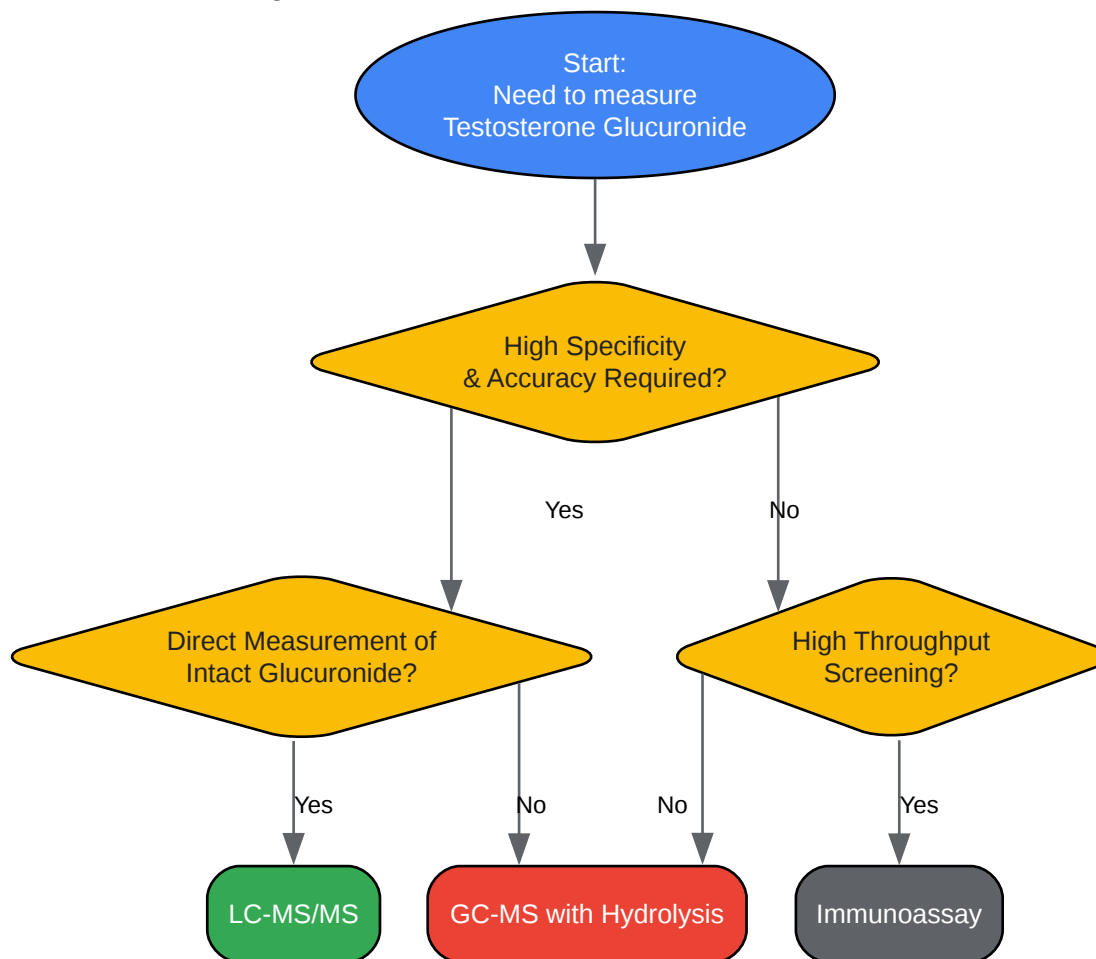 Start:
Need to measure
Testosterone Glucuronide
High Specificity
& Accuracy Required?
Yes
No
Direct Measurement of
Intact Glucuronide?
High Throughput
Screening?
Yes
No
No
Yes
LC-MS/MS
GC-MS with Hydrolysis
Immunoassay